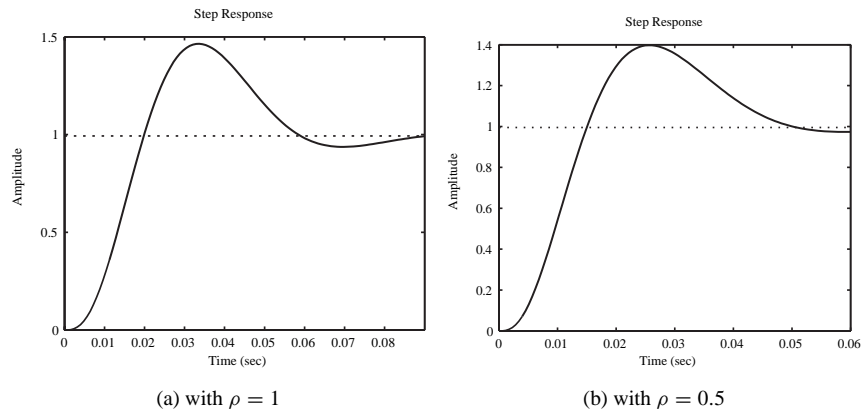 Step Response
1.5
1
0.5
0
Amplitude
0 0.01 0.02 0.03 0.04 0.05 0.06 0.07 0.08
Time (sec)
(a) with ρ = 1
Step Response
1.4
1.2
1
0.8
0.6
0.4
0.2
0
Amplitude
0 0.01 0.02 0.03 0.04 0.05 0.06
Time (sec)
(b) with ρ = 0.5